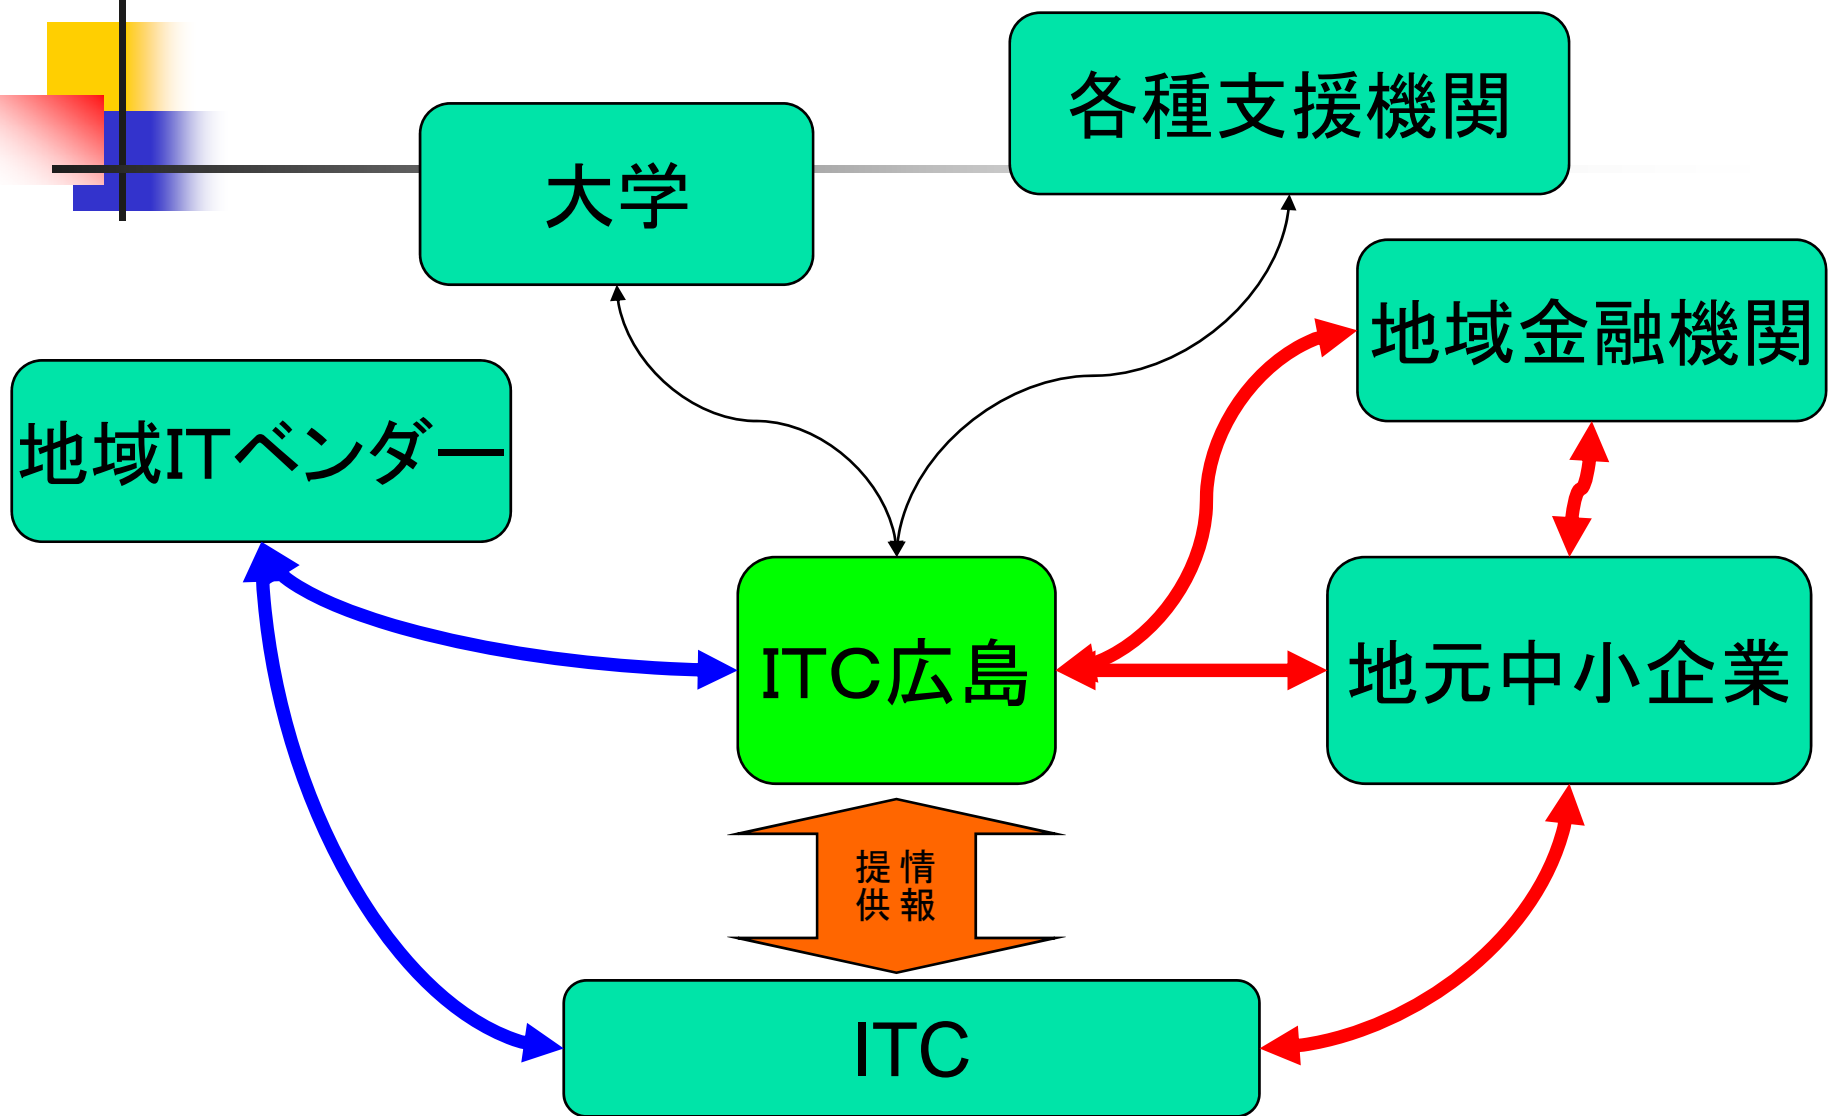 各種支援機関
大学
地域金融機関
地域ITベンダー
ITC広島
地元中小企業
情報
提供
ITC